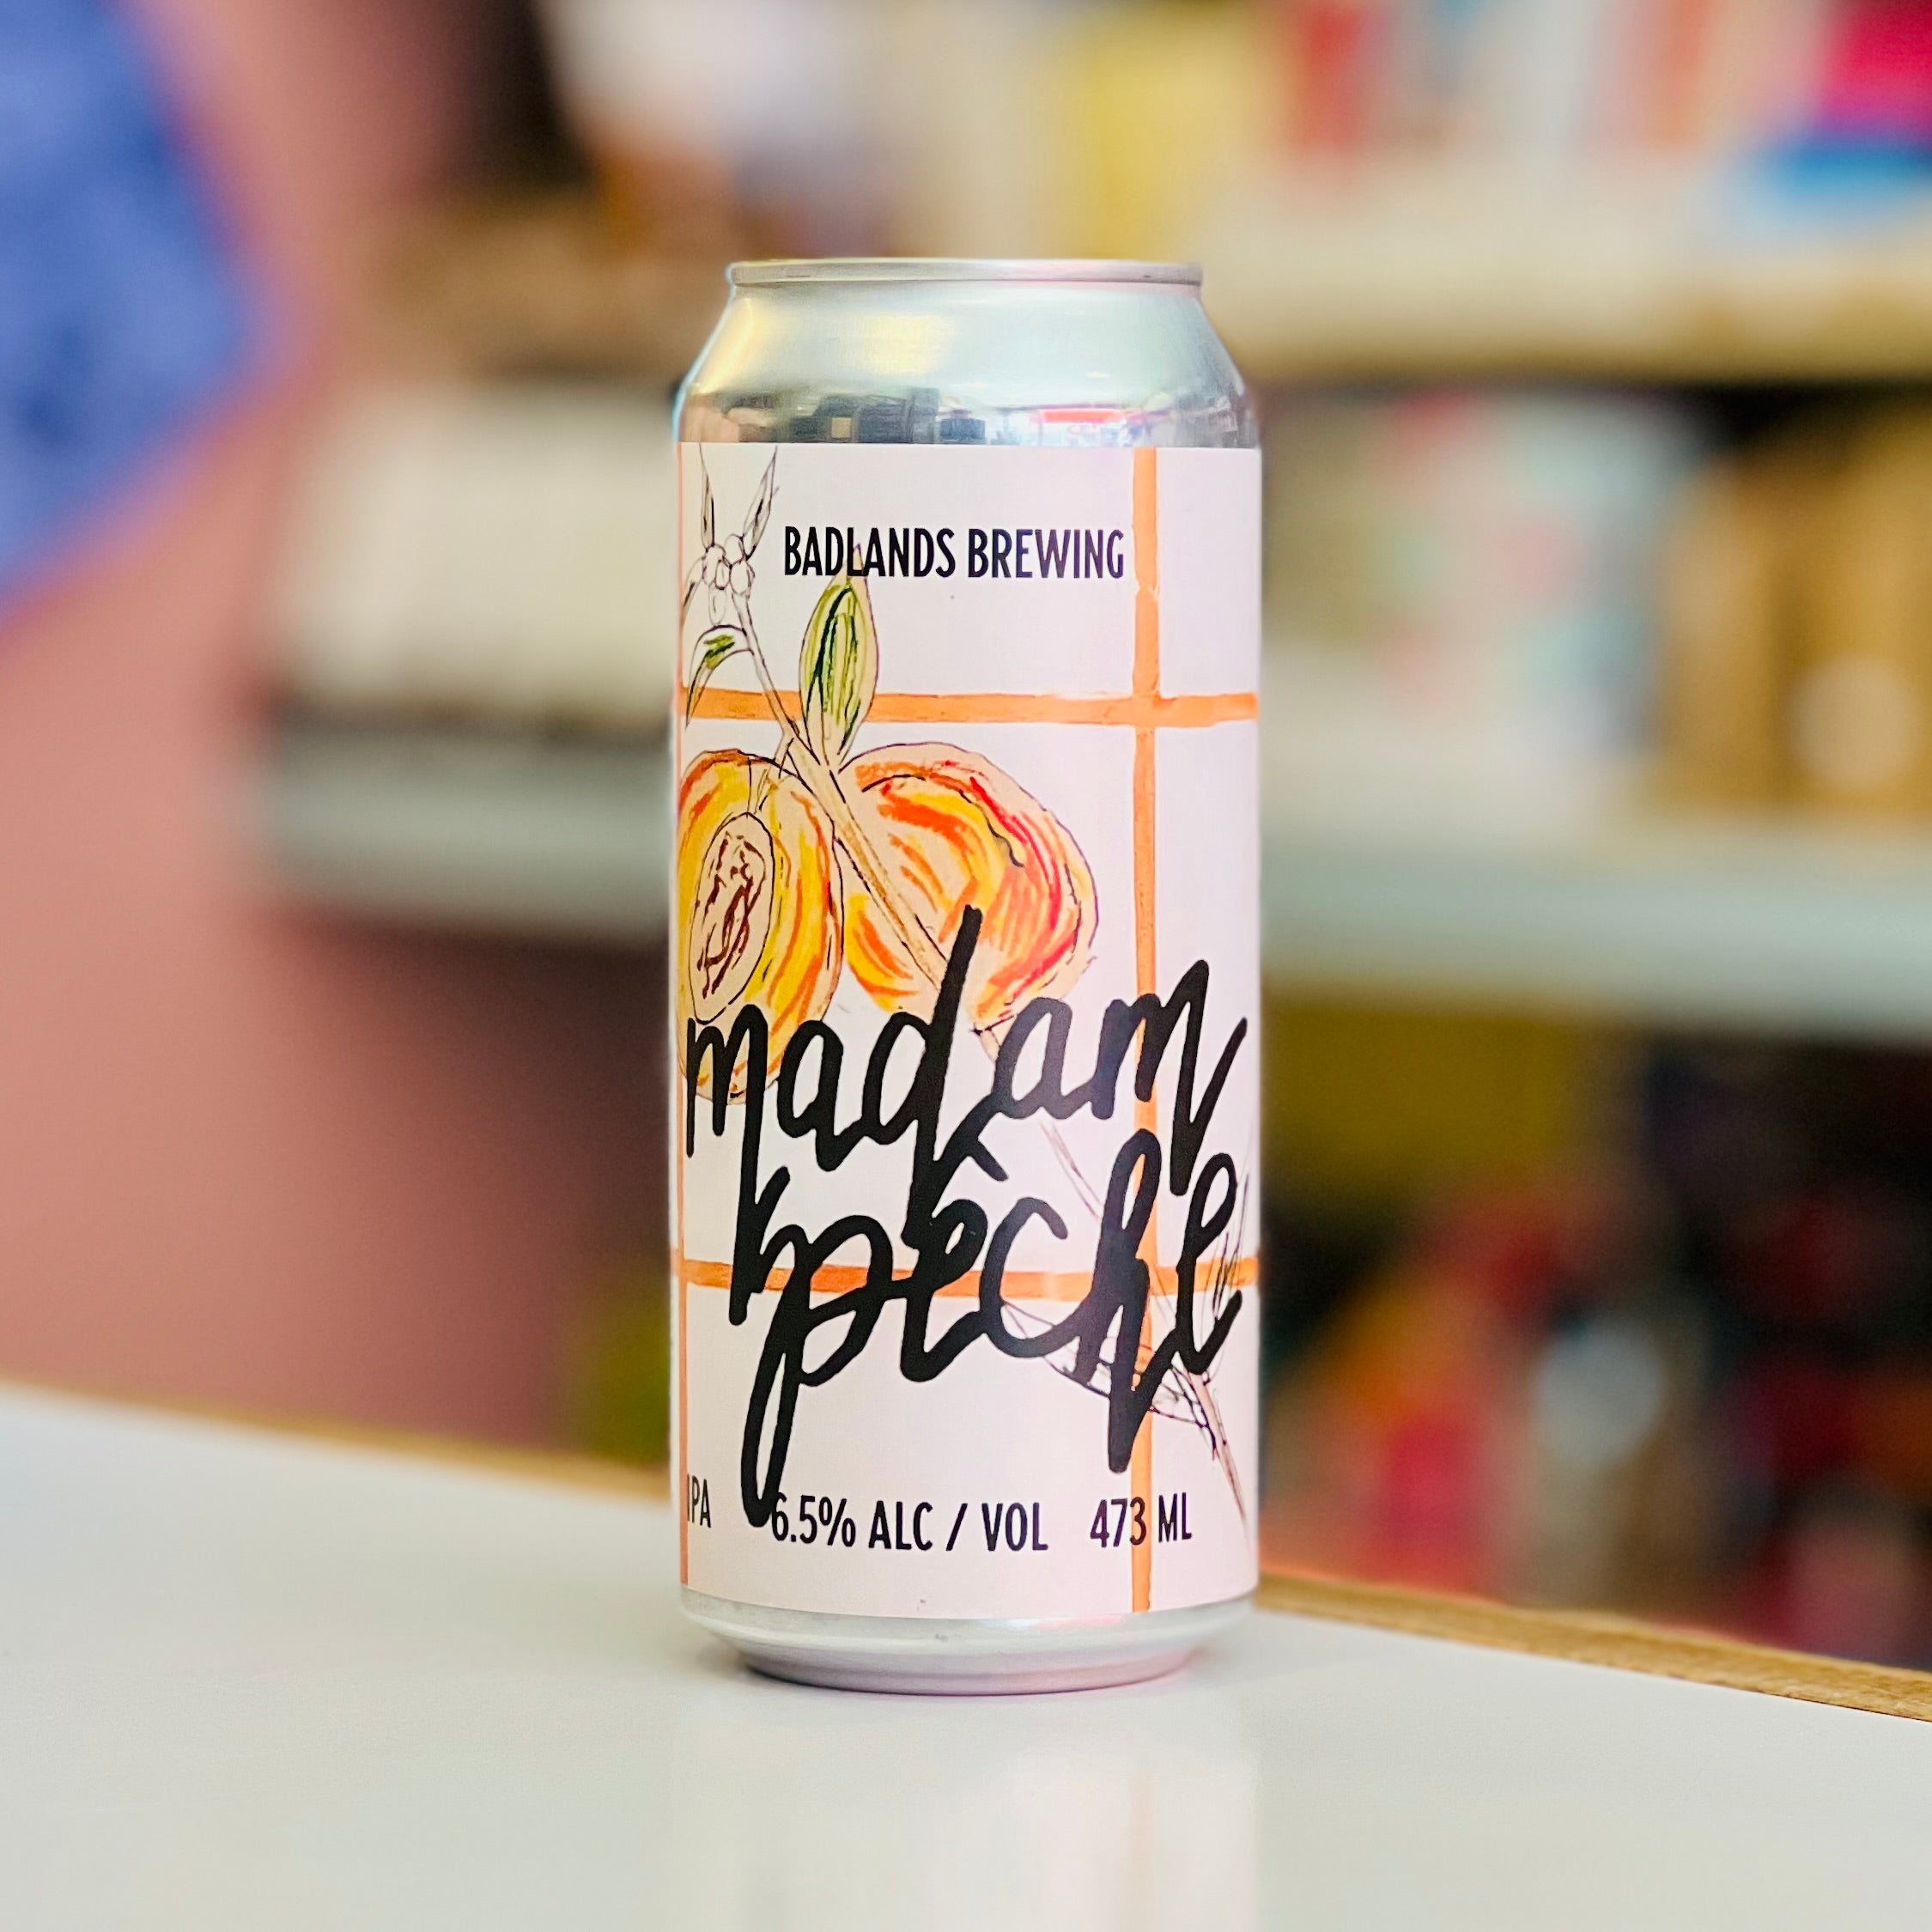 BADLANDS BREWING
madam
pêche
IPA 6.5% ALC / VOL 473 ML